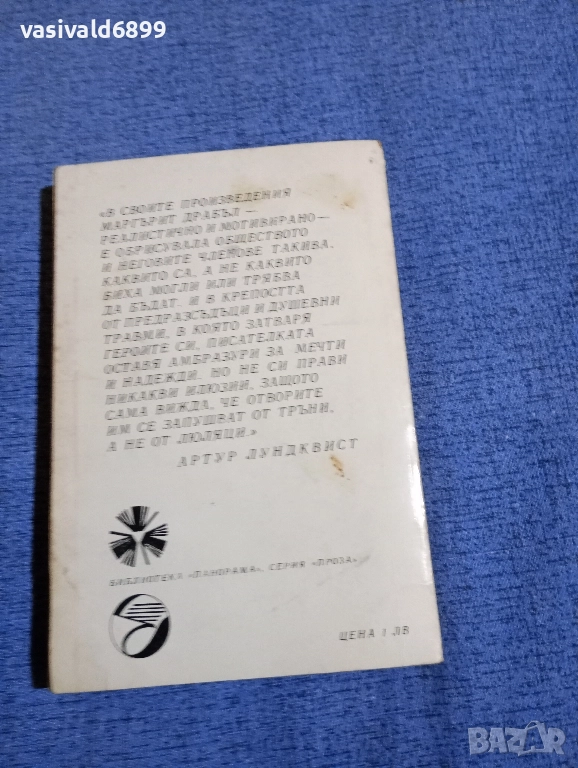 vasivald6899
«В СВОИТЕ ПРОИЗВЕДЕНИЯ
МАРГЪРИТ ДРАБЪЛ —
РЕАЛИСТИЧНО И МОТИВИРАНО —
Е ОБРИСУВАЛА ОБЩЕСТВОТО
И НЕГОВИТЕ ЧЛЕНОВЕ ТАКИВА,
КАКВИТО СА, А НЕ КАКВИТО
БИХА МОГЛИ ИЛИ ТРЯБВА
ДА БЪДАТ. И В КРЕПОСТТА
ОТ ПРЕДРАЗСЪДЪЦИ И ДУШЕВНИ
ТРАВМИ, В КОЯТО ЗАТВАРЯ
ГЕРОИТЕ СИ, ПИСАТЕЛКАТА
ОСТАВЯ АМБРАЗУРИ ЗА МЕЧТИ
И НАДЕЖДИ. НО НЕ СИ ПРАВИ
НИКАКВИ ИЛЮЗИИ, ЗАЩОТО
САМА ВИЖДА, ЧЕ ОТВОРИТЕ
ИМ СЕ ЗАПУШВАТ ОТ ТРЪНИ,
А НЕ ОТ ЛЮЛЯЦИ.»
АРТУР ЛУНДКВИСТ
БИБЛИОТЕКА «ПАНОРАМА», СЕРИЯ «ПРОЗА»
ЦЕНА 1 ЛВ
BAZAR